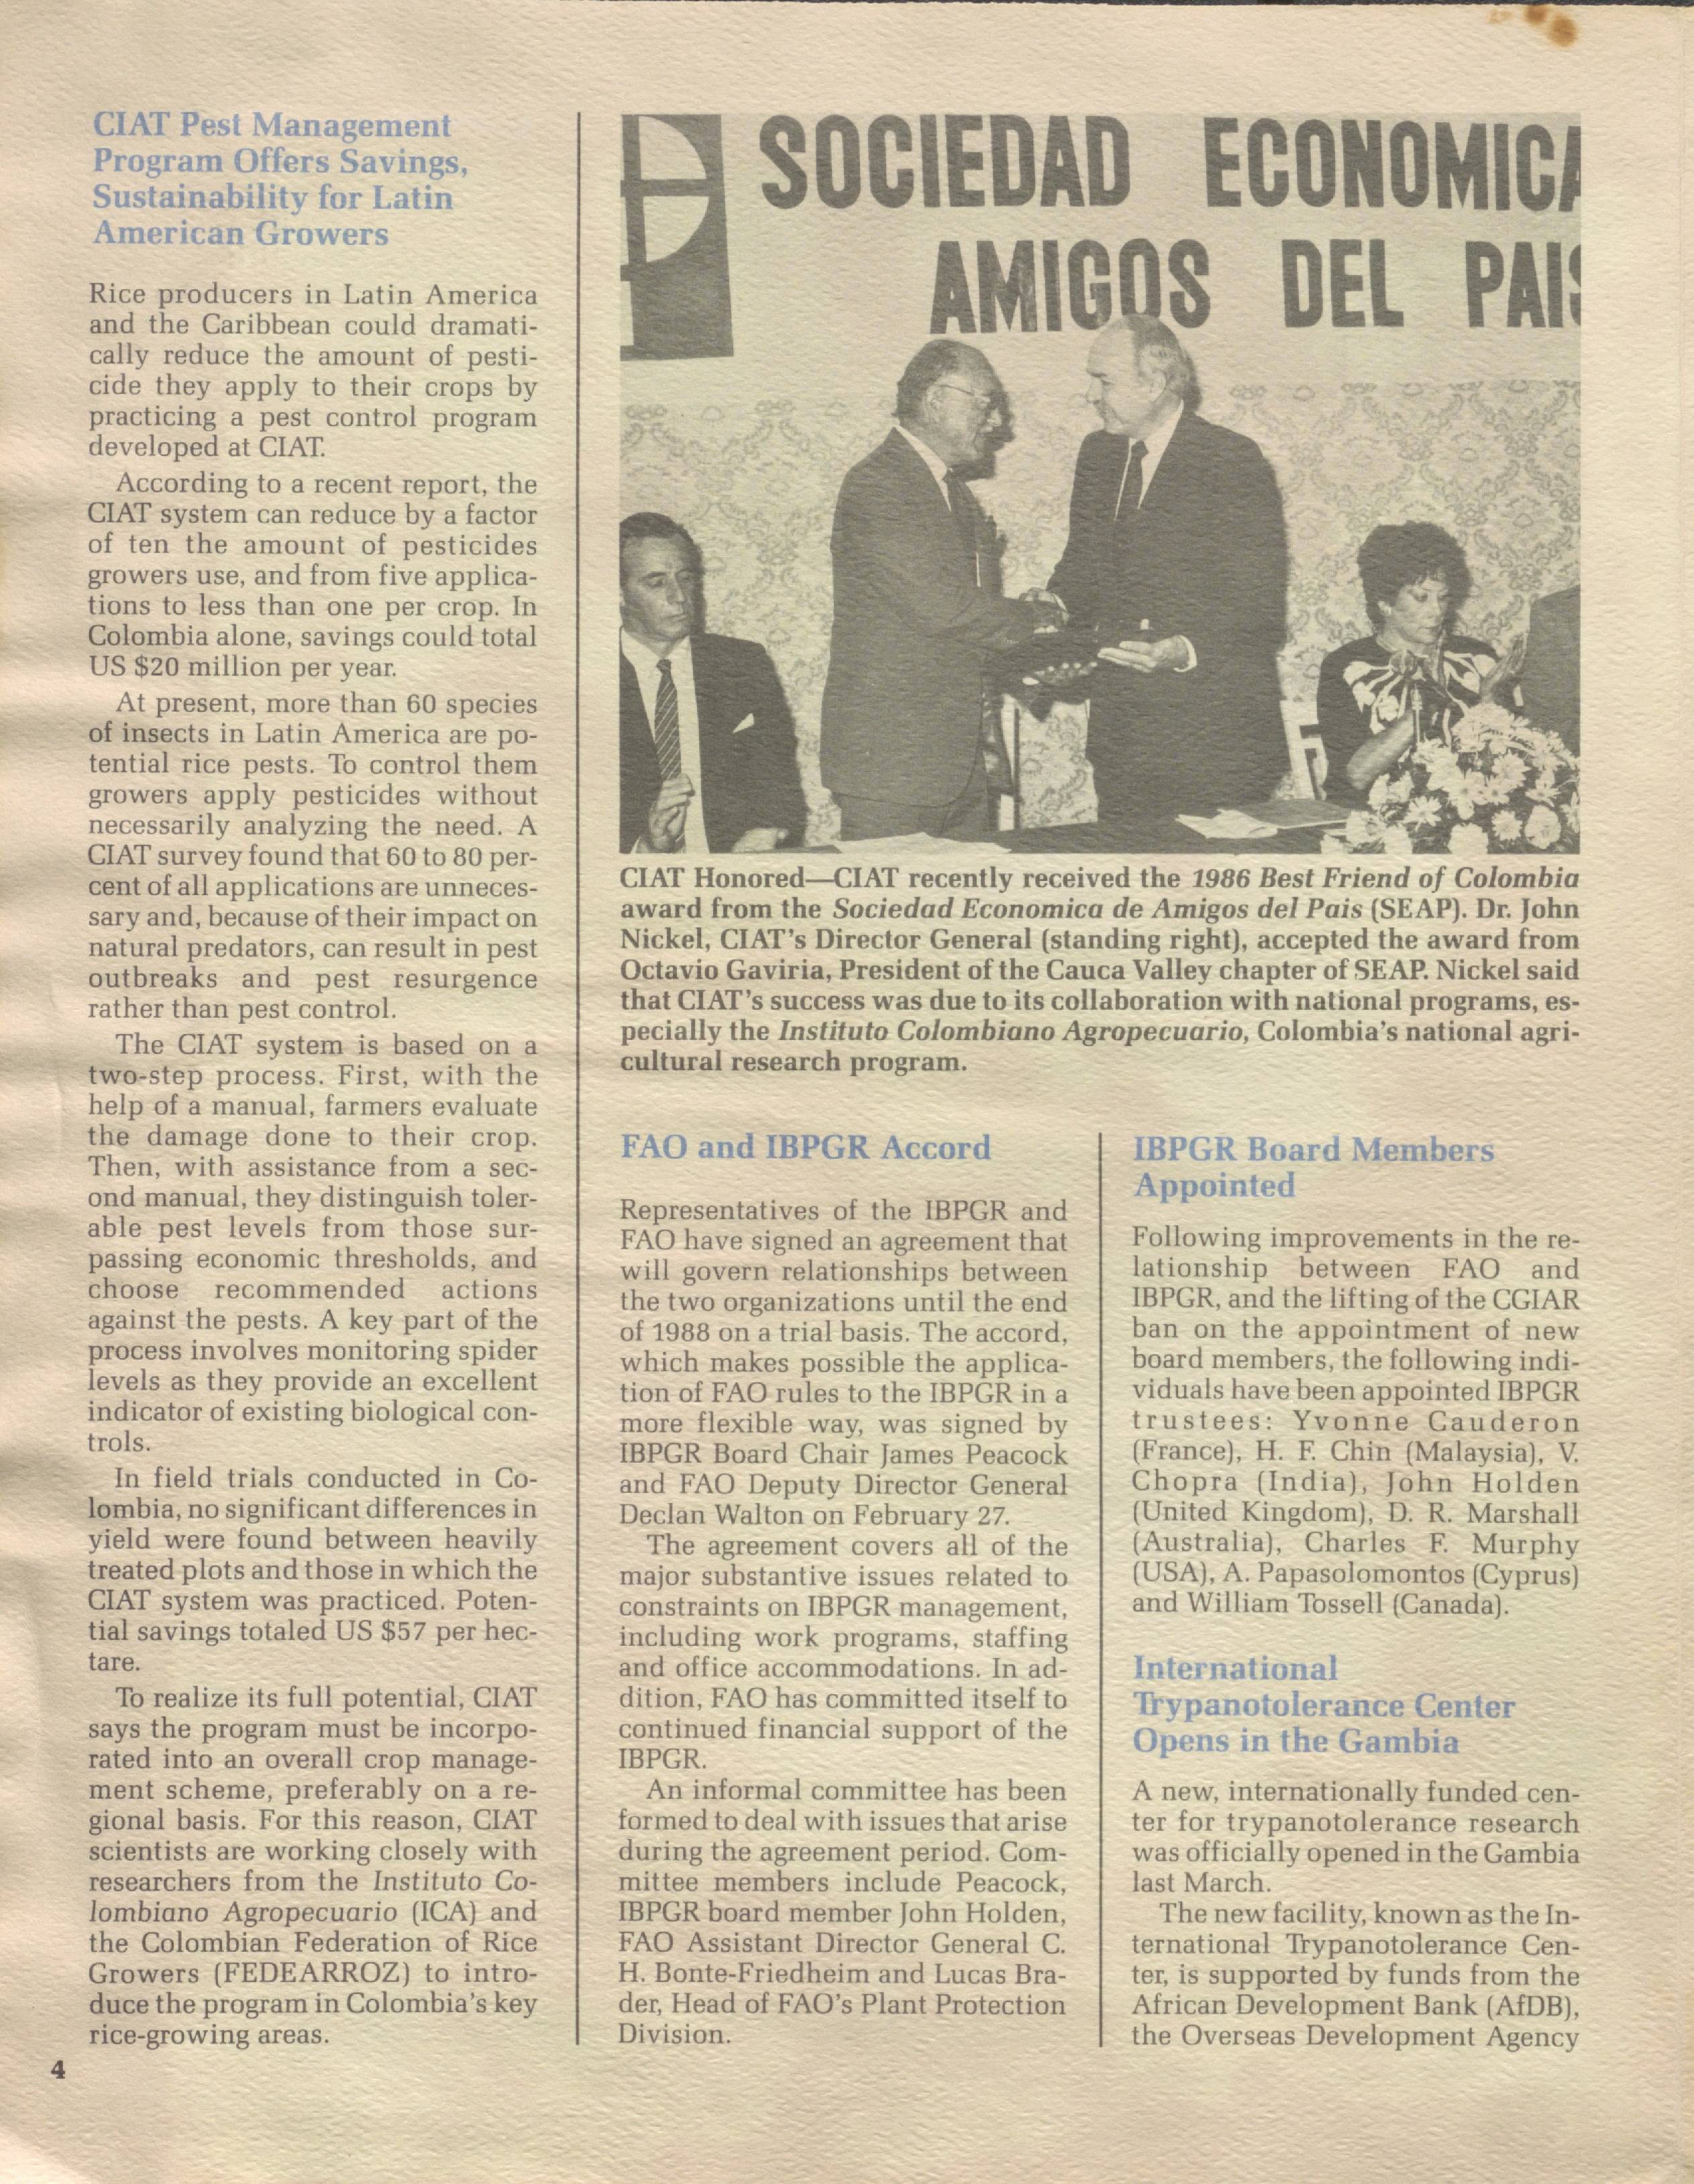 CIAT Pest Management
Program Offers Savings,
Sustainability for Latin
American Growers
Rice producers in Latin America
and the Caribbean could dramati-
cally reduce the amount of pesti-
cide they apply to their crops by
practicing a pest control program
developed at CIAT.
According to a recent report, the
CIAT system can reduce by a factor
of ten the amount of pesticides
growers use, and from five applica-
tions to less than one per crop. In
Colombia alone, savings could total
US $20 million per year.
At present, more than 60 species
of insects in Latin America are po-
tential rice pests. To control them
growers apply pesticides without
necessarily analyzing the need. A
CIAT survey found that 60 to 80 per-
cent of all applications are unneces-
sary and, because of their impact on
natural predators, can result in pest
outbreaks and pest resurgence
rather than pest control.
The CIAT system is based on a
two-step process. First, with the
help of a manual, farmers evaluate
the damage done to their crop.
Then, with assistance from a sec-
ond manual, they distinguish toler-
able pest levels from those sur-
passing economic thresholds, and
choose recommended actions
against the pests. A key part of the
process involves monitoring spider
levels as they provide an excellent
indicator of existing biological con-
trols.
In field trials conducted in Co-
lombia, no significant differences in
yield were found between heavily
treated plots and those in which the
CIAT system was practiced. Poten-
tial savings totaled US $57 per hec-
tare.
To realize its full potential, CIAT
says the program must be incorpo-
rated into an overall crop manage-
ment scheme, preferably on a re-
gional basis. For this reason, CIAT
scientists are working closely with
researchers from the Instituto Co-
lombiano Agropecuario (ICA) and
the Colombian Federation of Rice
Growers (FEDEARROZ) to intro-
duce the program in Colombia's key
rice-growing areas.
SOCIEDAD ECONOMICA
AMIGOS DEL PAIS
CIAT Honored—CIAT recently received the 1986 Best Friend of Colombia
award from the Sociedad Economica de Amigos del Pais (SEAP). Dr. John
Nickel, CIAT's Director General (standing right), accepted the award from
Octavio Gaviria, President of the Cauca Valley chapter of SEAP. Nickel said
that CIAT's success was due to its collaboration with national programs, es-
pecially the Instituto Colombiano Agropecuario, Colombia's national agri-
cultural research program.
FAO and IBPGR Accord
Representatives of the IBPGR and
FAO have signed an agreement that
will govern relationships between
the two organizations until the end
of 1988 on a trial basis. The accord,
which makes possible the applica-
tion of FAO rules to the IBPGR in a
more flexible way, was signed by
IBPGR Board Chair James Peacock
and FAO Deputy Director General
Declan Walton on February 27.
The agreement covers all of the
major substantive issues related to
constraints on IBPGR management,
including work programs, staffing
and office accommodations. In ad-
dition, FAO has committed itself to
continued financial support of the
IBPGR.
An informal committee has been
formed to deal with issues that arise
during the agreement period. Com-
mittee members include Peacock,
IBPGR board member John Holden,
FAO Assistant Director General C.
H. Bonte-Friedheim and Lucas Bra-
der, Head of FAO's Plant Protection
Division.
IBPGR Board Members
Appointed
Following improvements in the re-
lationship between FAO and
IBPGR, and the lifting of the CGIAR
ban on the appointment of new
board members, the following indi-
viduals have been appointed IBPGR
trustees: Yvonne Cauderon
(France), H. F. Chin (Malaysia), V.
Chopra (India), John Holden
(United Kingdom), D. R. Marshall
(Australia), Charles F. Murphy
(USA), A. Papasolomontos (Cyprus)
and William Tossell (Canada).
International
Trypanotolerance Center
Opens in the Gambia
A new, internationally funded cen-
ter for trypanotolerance research
was officially opened in the Gambia
last March.
The new facility, known as the In-
ternational Trypanotolerance Cen-
ter, is supported by funds from the
African Development Bank (AfDB),
the Overseas Development Agency
4